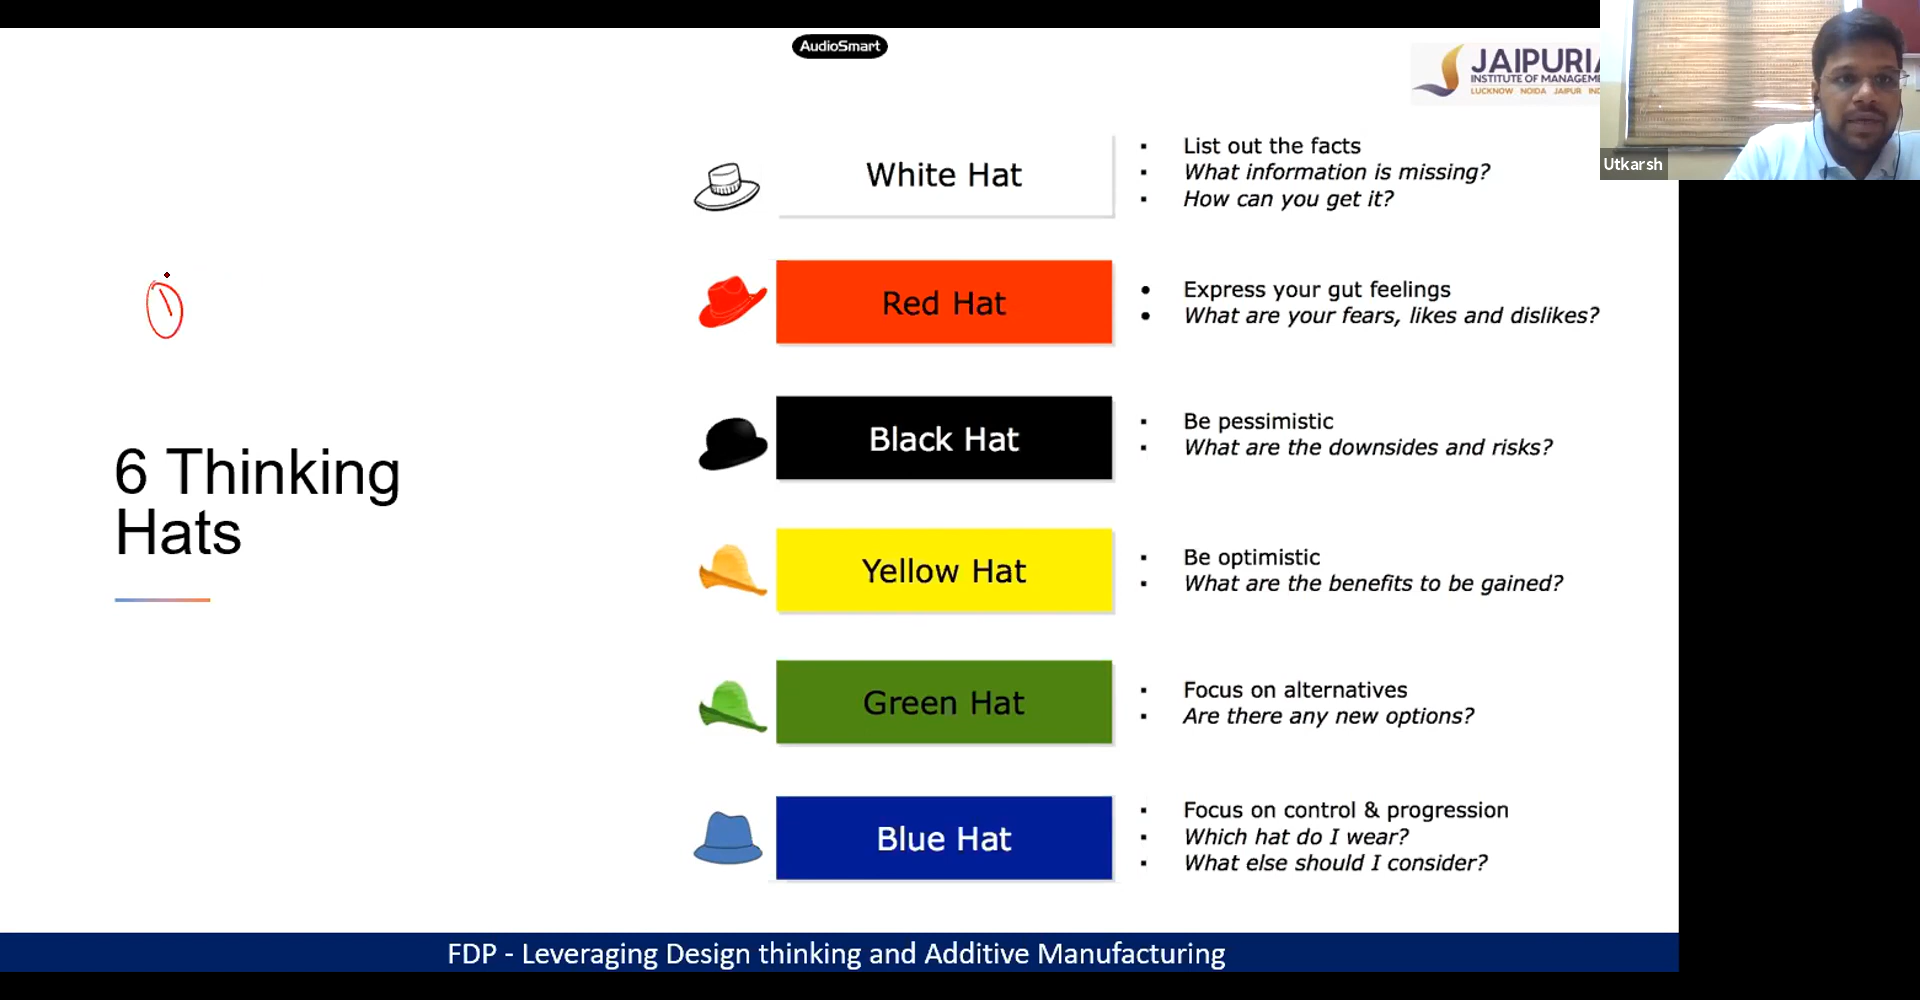 AudioSmart
JAIPURIA
INSTITUTE OF MANAGEME
LUCKNOW NOIDA JAIPUR IND
Utkarsh
6 Thinking
Hats
White Hat
List out the facts
What information is missing?
How can you get it?
Red Hat
Express your gut feelings
What are your fears, likes and dislikes?
Black Hat
Be pessimistic
What are the downsides and risks?
Yellow Hat
Be optimistic
What are the benefits to be gained?
Green Hat
Focus on alternatives
Are there any new options?
Blue Hat
Focus on control & progression
Which hat do I wear?
What else should I consider?
FDP - Leveraging Design thinking and Additive Manufacturing